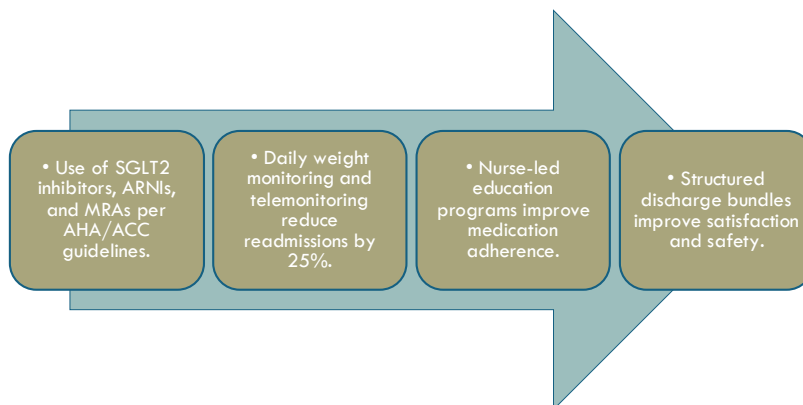 • Use of SGLT2
inhibitors, ARNIs,
and MRAs per
AHA/ACC
guidelines.
• Daily weight
monitoring and
telemonitoring
reduce
readmissions by
25%.
• Nurse-led
education
programs improve
medication
adherence.
• Structured
discharge bundles
improve satisfaction
and safety.